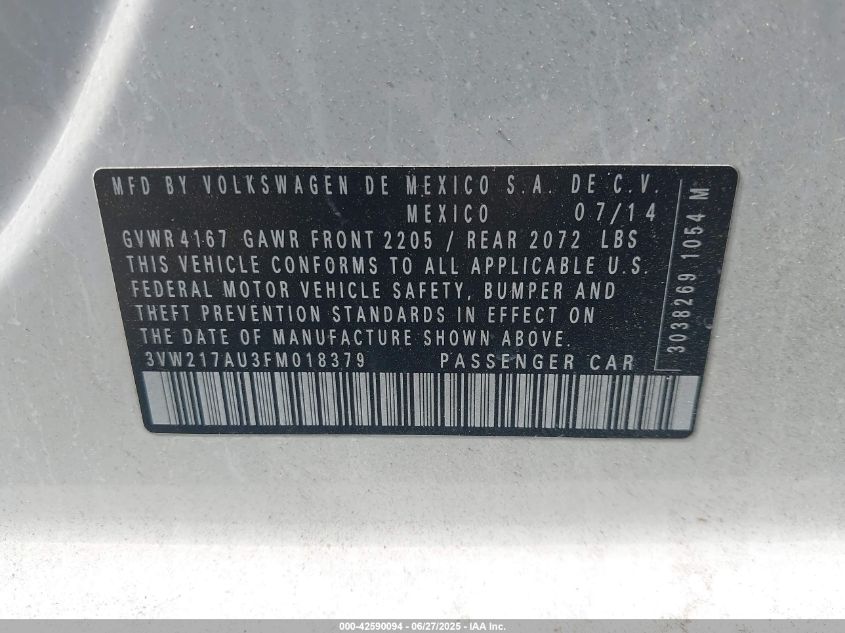 MFD BY VOLKSWAGEN DE MEXICO S.A. DE C.V.
MEXICO 07/14
GVWR 4167 GAWR FRONT 2205 / REAR 2072 LBS
THIS VEHICLE CONFORMS TO ALL APPLICABLE U.S.
FEDERAL MOTOR VEHICLE SAFETY, BUMPER AND
THEFT PREVENTION STANDARDS IN EFFECT ON
THE DATE OF MANUFACTURE SHOWN ABOVE.
3VW217AU3FM018379 PASSENGER CAR
3038269 1054 M
000-42590094 - 06/27/2025 - IAA Inc.